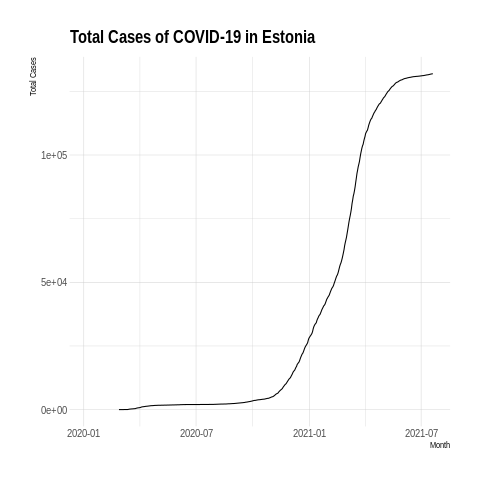 Total Cases of COVID-19 in Estonia
Total Cases
1e+05
5e+04
0e+00
2020-01 2020-07 2021-01 2021-07
Month